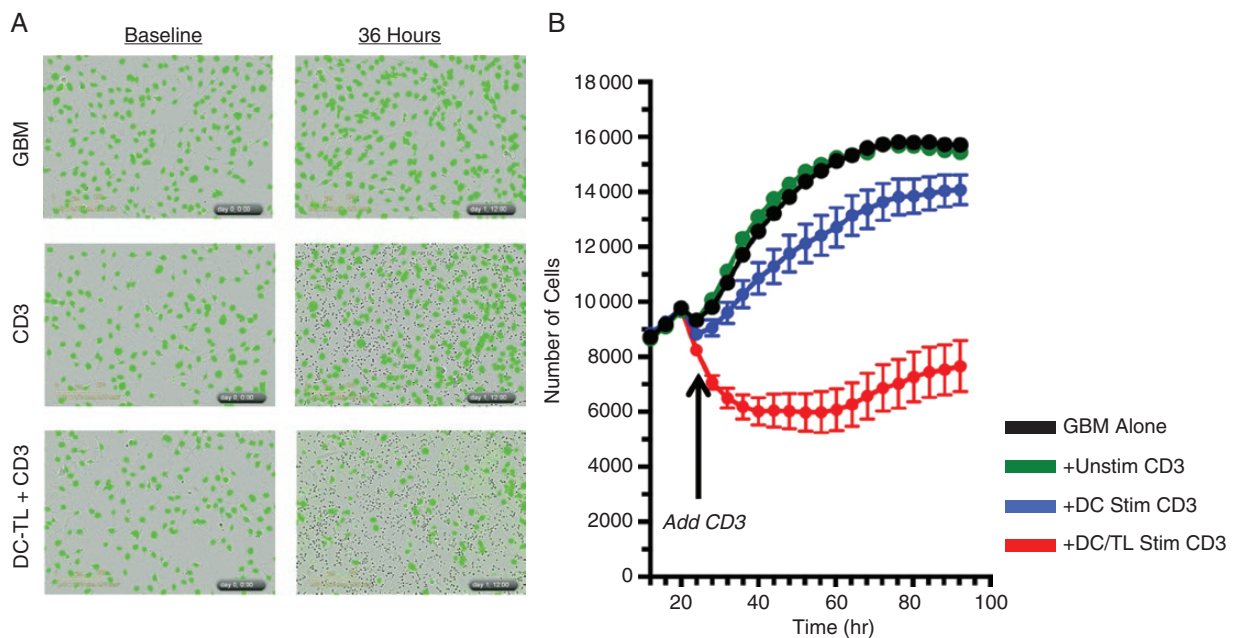 A
Baseline
36 Hours
GBM
day 0, 0:00
day 1, 12:00
CD3
day 0, 0:00
day 1, 12:00
DC-TL + CD3
day 0, 0:00
day 1, 12:00
B
Number of Cells
18 000
16 000
14 000
12 000
10 000
8000
6000
4000
2000
0
20
40
60
80
100
Time (hr)
Add CD3
GBM Alone
+Unstim CD3
+DC Stim CD3
+DC/TL Stim CD3